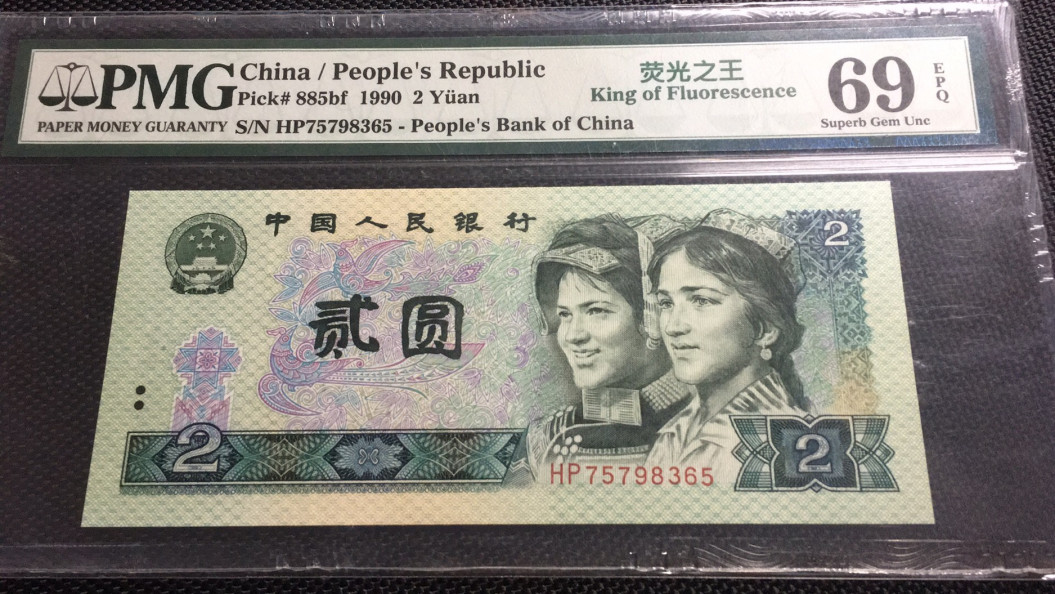 PMG
PAPER MONEY GUARANTY
China / People's Republic
Pick# 885bf 1990 2 Yüan
S/N HP75798365 - People's Bank of China
荧光之王
King of Fluorescence
69
EPQ
Superb Gem Unc
中国人民银行
2
贰圆
2
HP75798365
2